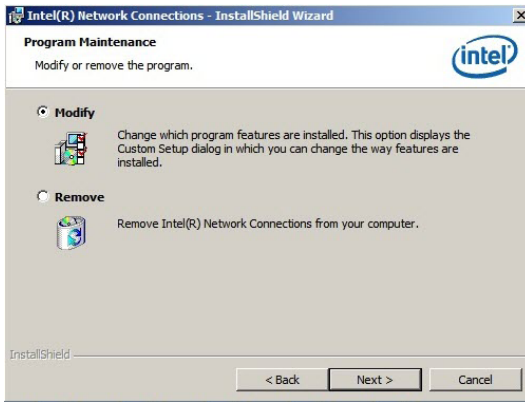 Intel(R) Network Connections - InstallShield Wizard
Program Maintenance
Modify or remove the program.
intel
Modify
Change which program features are installed. This option displays the
Custom Setup dialog in which you can change the way features are
installed.
Remove
Remove Intel(R) Network Connections from your computer.
InstallShield
< Back
Next >
Cancel